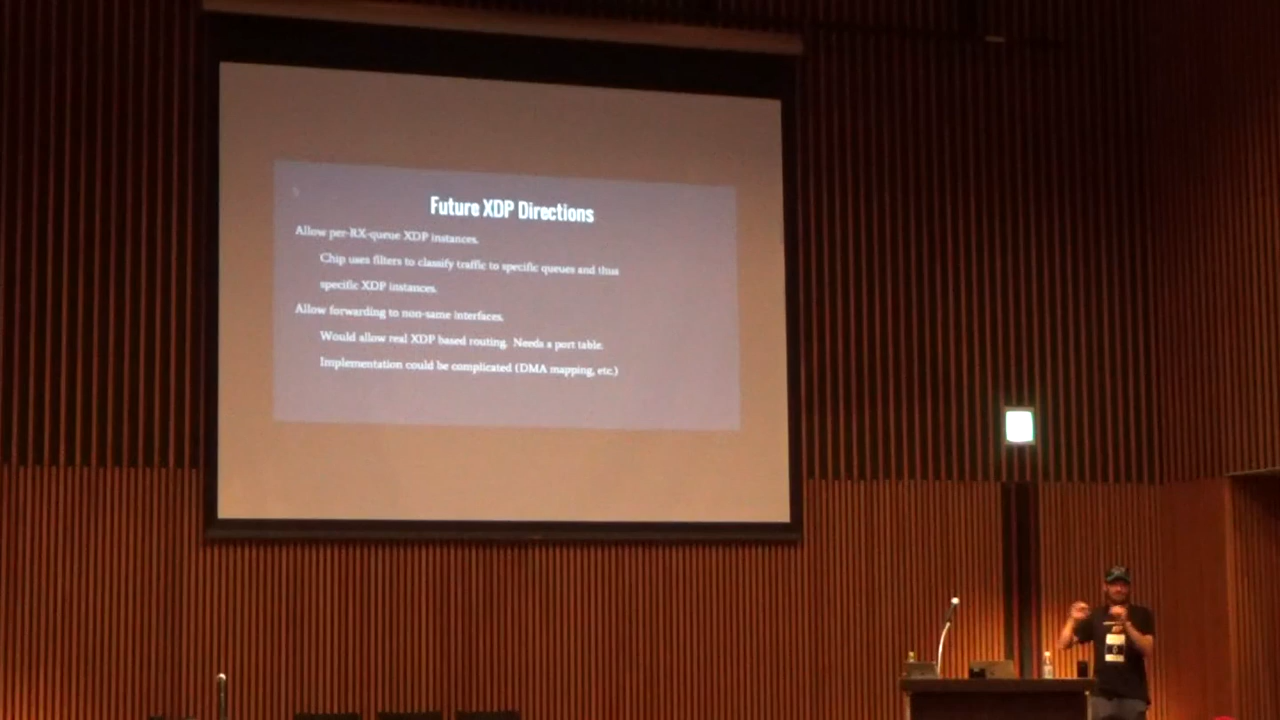 Future XDP Directions
Allow per-RX-queue XDP instances.
Chip uses filters to classify traffic to specific queues and thus
specific XDP instances.
Allow forwarding to non-same interfaces.
Would allow real XDP based routing. Needs a port table.
Implementation could be complicated (DMA mapping, etc.)